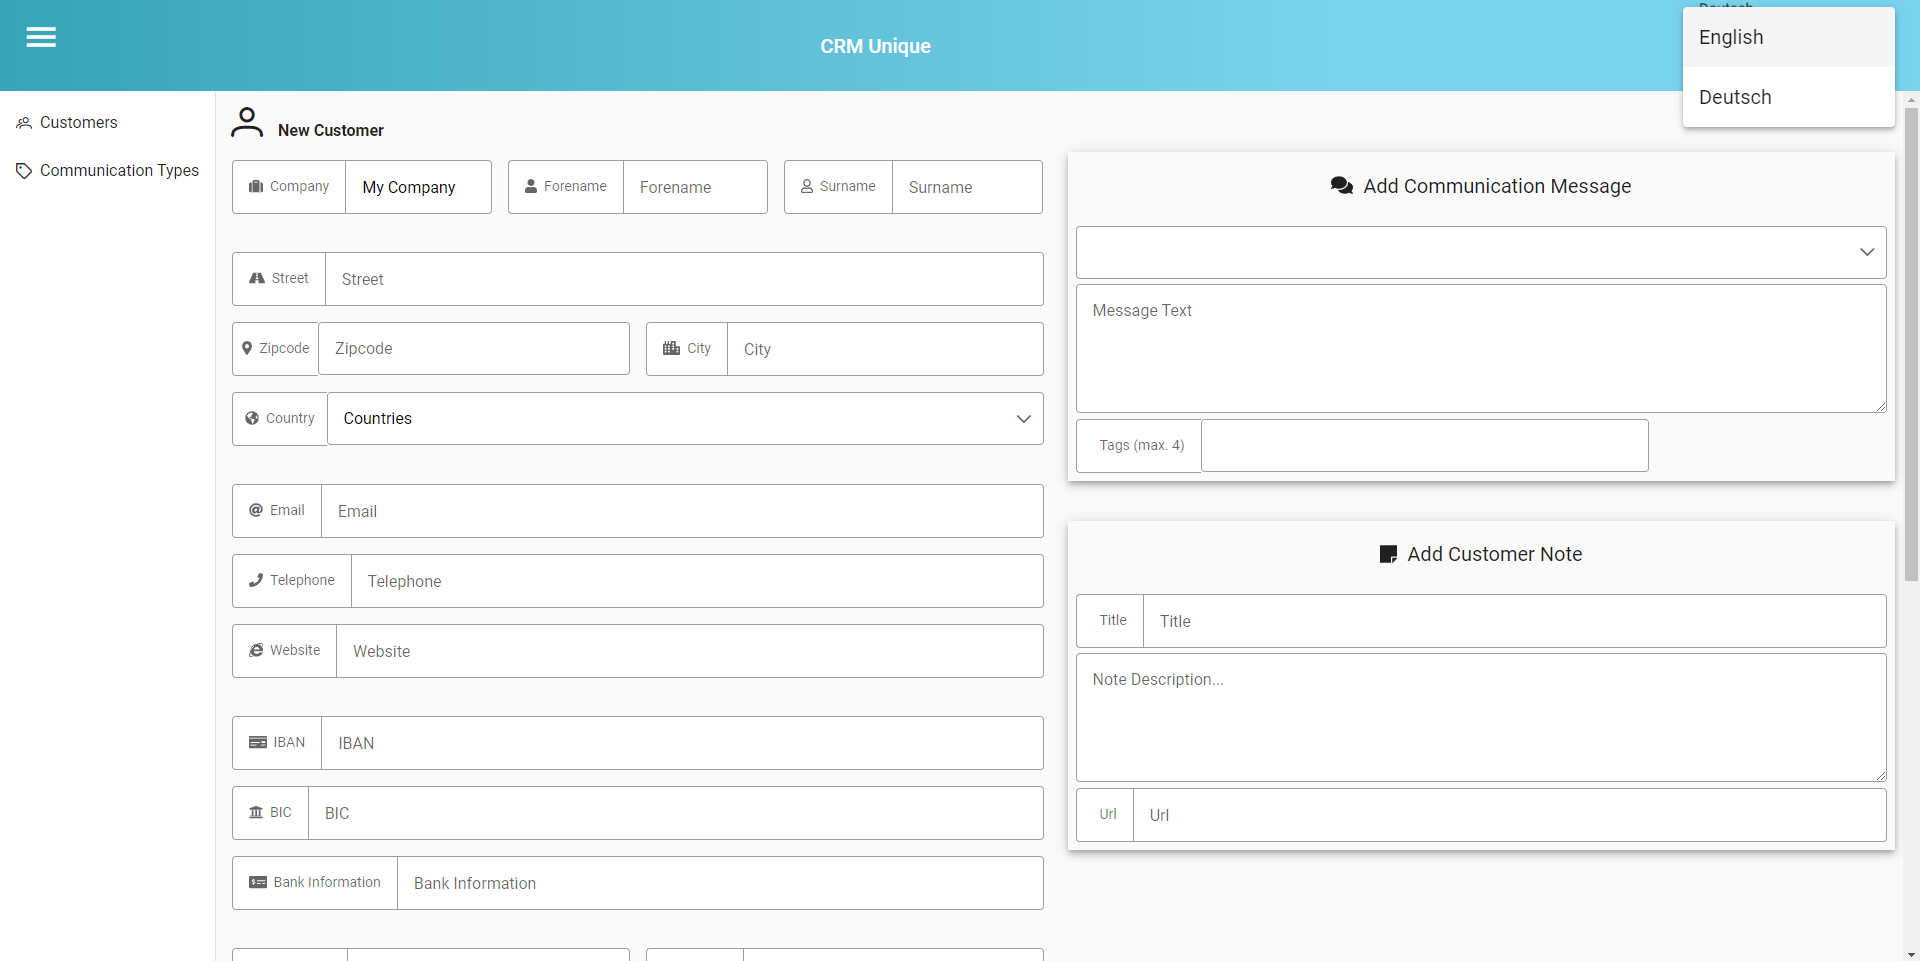 CRM Unique
English
Deutsch
Customers
Communication Types
New Customer
Company
My Company
Forename
Forename
Surname
Surname
Street
Street
Zipcode
Zipcode
City
City
Country
Countries
Email
Email
Telephone
Telephone
Website
Website
IBAN
IBAN
BIC
BIC
Bank Information
Bank Information
Add Communication Message
Message Text
Tags (max. 4)
Add Customer Note
Title
Title
Note Description...
Url
Url